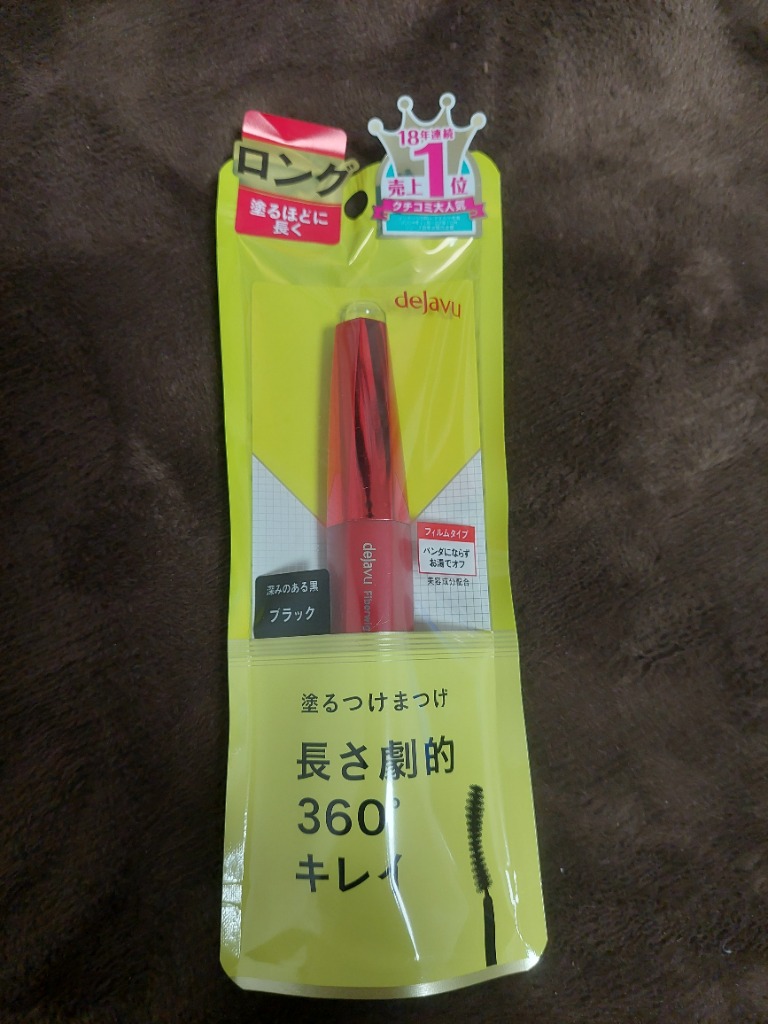 ロング
塗るほどに
長く
18年連続
売上1位
クチコミ大人気
dejavu
フィルムタイプ
パンダにならず
お湯でオフ
美容成分配合
dejavu Fiberwig
深みのある黒
ブラック
塗るつけまつげ
長さ劇的
360°
キレイ